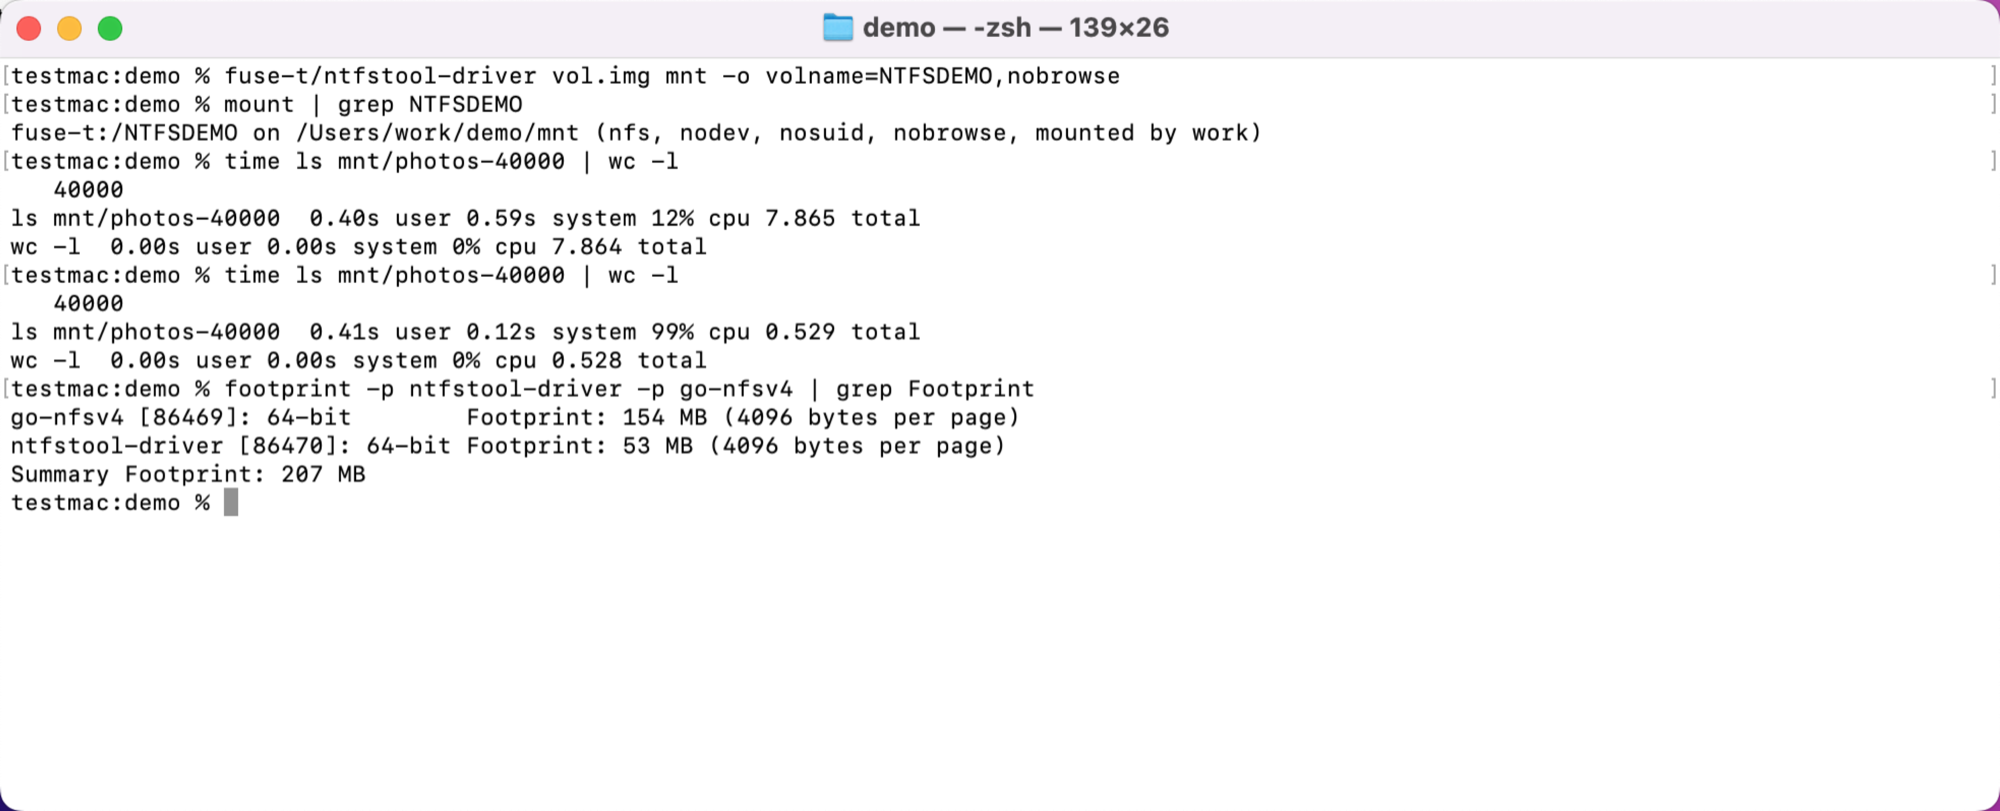 demo — -zsh — 139×26
[testmac:demo % fuse-t/ntfstool-driver vol.img mnt -o volname=NTFSDEMO,nobrowse ]
[testmac:demo % mount | grep NTFSDEMO ]
fuse-t:/NTFSDEMO on /Users/work/demo/mnt (nfs, nodev, nosuid, nobrowse, mounted by work)
[testmac:demo % time ls mnt/photos-40000 | wc -l ]
40000
ls mnt/photos-40000  0.40s user 0.59s system 12% cpu 7.865 total
wc -l  0.00s user 0.00s system 0% cpu 7.864 total
[testmac:demo % time ls mnt/photos-40000 | wc -l ]
40000
ls mnt/photos-40000  0.41s user 0.12s system 99% cpu 0.529 total
wc -l  0.00s user 0.00s system 0% cpu 0.528 total
[testmac:demo % footprint -p ntfstool-driver -p go-nfsv4 | grep Footprint ]
go-nfsv4 [86469]: 64-bit        Footprint: 154 MB (4096 bytes per page)
ntfstool-driver [86470]: 64-bit Footprint: 53 MB (4096 bytes per page)
Summary Footprint: 207 MB
testmac:demo %